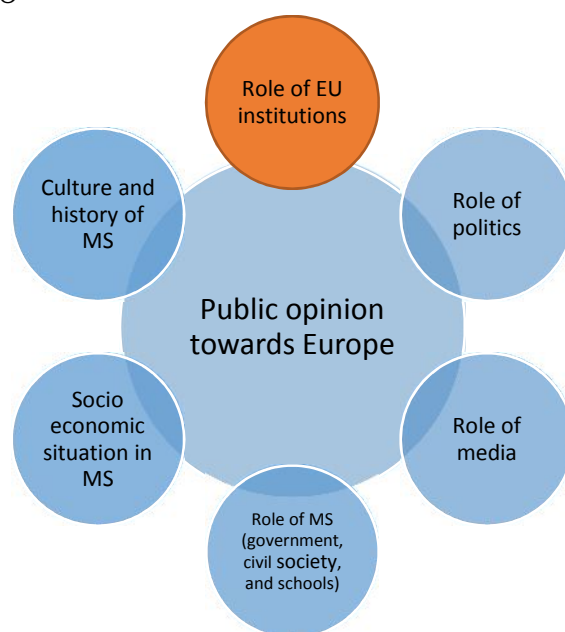 Role of EU
institutions
Culture and
history of
MS
Role of
politics
Public opinion
towards Europe
Socio
economic
situation in
MS
Role of
media
Role of MS
(government,
civil society,
and schools)